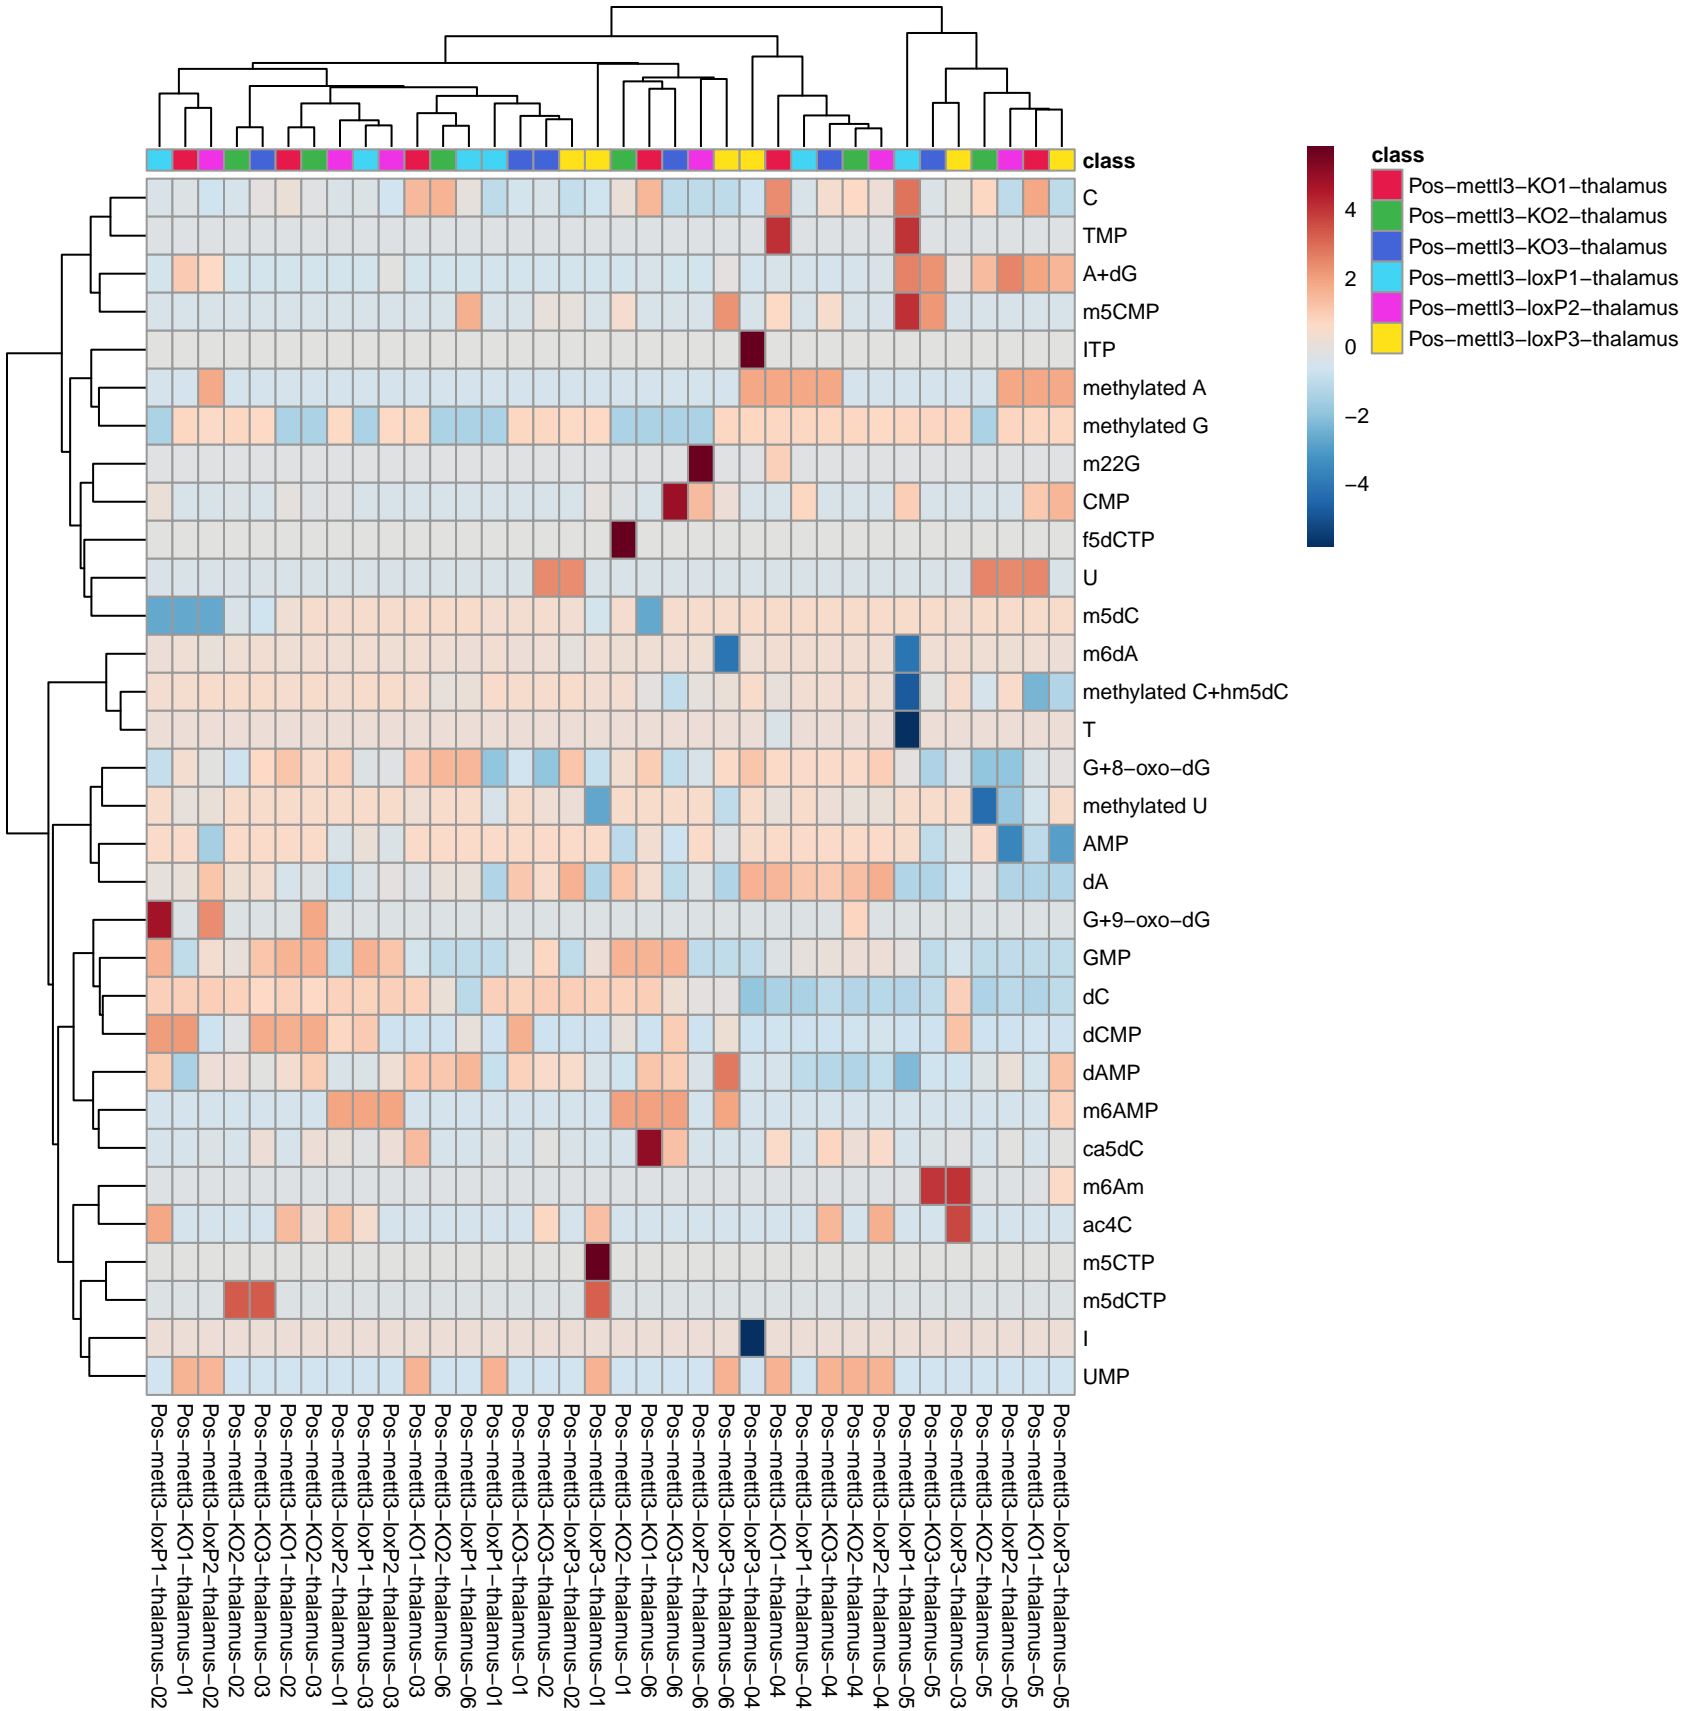 class
C
TMP
A+dG
m5CMP
ITP
methylated A
methylated G
m22G
CMP
f5dCTP
U
m5dC
m6dA
methylated C+hm5dC
T
G+8−oxo−dG
methylated U
AMP
dA
G+9−oxo−dG
GMP
dC
dCMP
dAMP
m6AMP
ca5dC
m6Am
ac4C
m5CTP
m5dCTP
I
UMP
4
2
0
−2
−4
class
Pos−mettl3−KO1−thalamus
Pos−mettl3−KO2−thalamus
Pos−mettl3−KO3−thalamus
Pos−mettl3−loxP1−thalamus
Pos−mettl3−loxP2−thalamus
Pos−mettl3−loxP3−thalamus
Pos−mettl3−loxP1−thalamus−02
Pos−mettl3−KO1−thalamus−01
Pos−mettl3−loxP2−thalamus−02
Pos−mettl3−KO2−thalamus−02
Pos−mettl3−KO3−thalamus−03
Pos−mettl3−KO1−thalamus−02
Pos−mettl3−KO2−thalamus−03
Pos−mettl3−loxP2−thalamus−01
Pos−mettl3−loxP1−thalamus−03
Pos−mettl3−loxP2−thalamus−03
Pos−mettl3−KO1−thalamus−03
Pos−mettl3−KO2−thalamus−06
Pos−mettl3−loxP1−thalamus−06
Pos−mettl3−loxP1−thalamus−01
Pos−mettl3−KO3−thalamus−01
Pos−mettl3−KO3−thalamus−02
Pos−mettl3−loxP3−thalamus−02
Pos−mettl3−loxP3−thalamus−01
Pos−mettl3−KO2−thalamus−01
Pos−mettl3−KO1−thalamus−06
Pos−mettl3−KO3−thalamus−06
Pos−mettl3−loxP2−thalamus−06
Pos−mettl3−loxP3−thalamus−06
Pos−mettl3−loxP3−thalamus−04
Pos−mettl3−KO1−thalamus−04
Pos−mettl3−loxP1−thalamus−04
Pos−mettl3−KO3−thalamus−04
Pos−mettl3−KO2−thalamus−04
Pos−mettl3−loxP2−thalamus−04
Pos−mettl3−loxP1−thalamus−05
Pos−mettl3−KO3−thalamus−05
Pos−mettl3−loxP3−thalamus−03
Pos−mettl3−KO2−thalamus−05
Pos−mettl3−loxP2−thalamus−05
Pos−mettl3−KO1−thalamus−05
Pos−mettl3−loxP3−thalamus−05